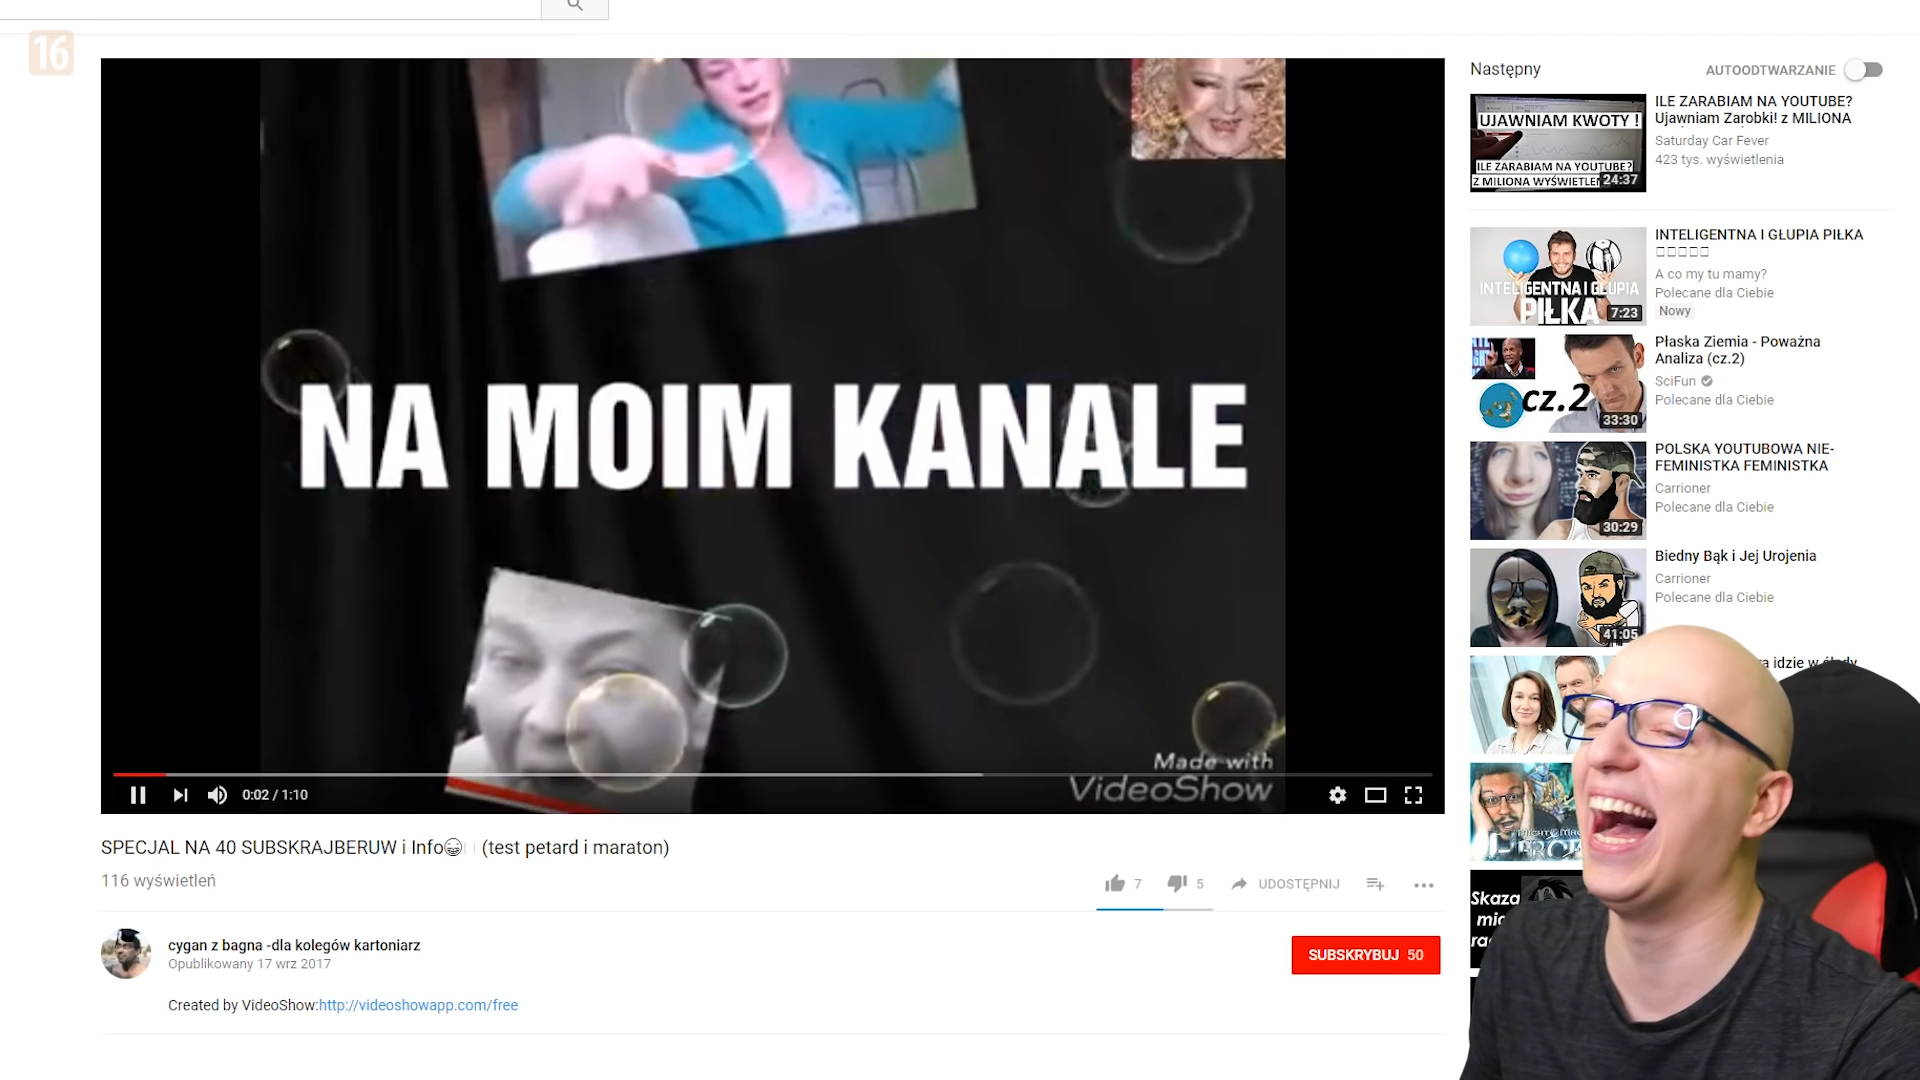 16
NA MOIM KANALE
Made with
VideoShow
0:02 / 1:10
SPECJAL NA 40 SUBSKRAJBERUW i Info😂 (test petard i maraton)
116 wyświetleń
7
5
UDOSTĘPNIJ
cygan z bagna -dla kolegów kartoniarz
Opublikowany 17 wrz 2017
SUBSKRYBUJ 50
Created by VideoShow:http://videoshowapp.com/free
Następny
AUTOODTWARZANIE
UJAWNIAM KWOTY !
ILE ZARABIAM NA YOUTUBE?
Z MILIONA WYŚWIETLEŃ
24:37
ILE ZARABIAM NA YOUTUBE?
Ujawniam Zarobki! z MILIONA
Saturday Car Fever
423 tys. wyświetlenia
INTELIGENTNA I GŁUPIA
PIŁKA
7:23
INTELIGENTNA I GŁUPIA PIŁKA
A co my tu mamy?
Polecane dla Ciebie
Nowy
cz.2
33:30
Płaska Ziemia - Poważna
Analiza (cz.2)
SciFun
Polecane dla Ciebie
30:29
POLSKA YOUTUBOWA NIE-
FEMINISTKA FEMINISTKA
Carrioner
Polecane dla Ciebie
41:05
Biedny Bąk i Jej Urojenia
Carrioner
Polecane dla Ciebie
idzie w ślady
Skaza